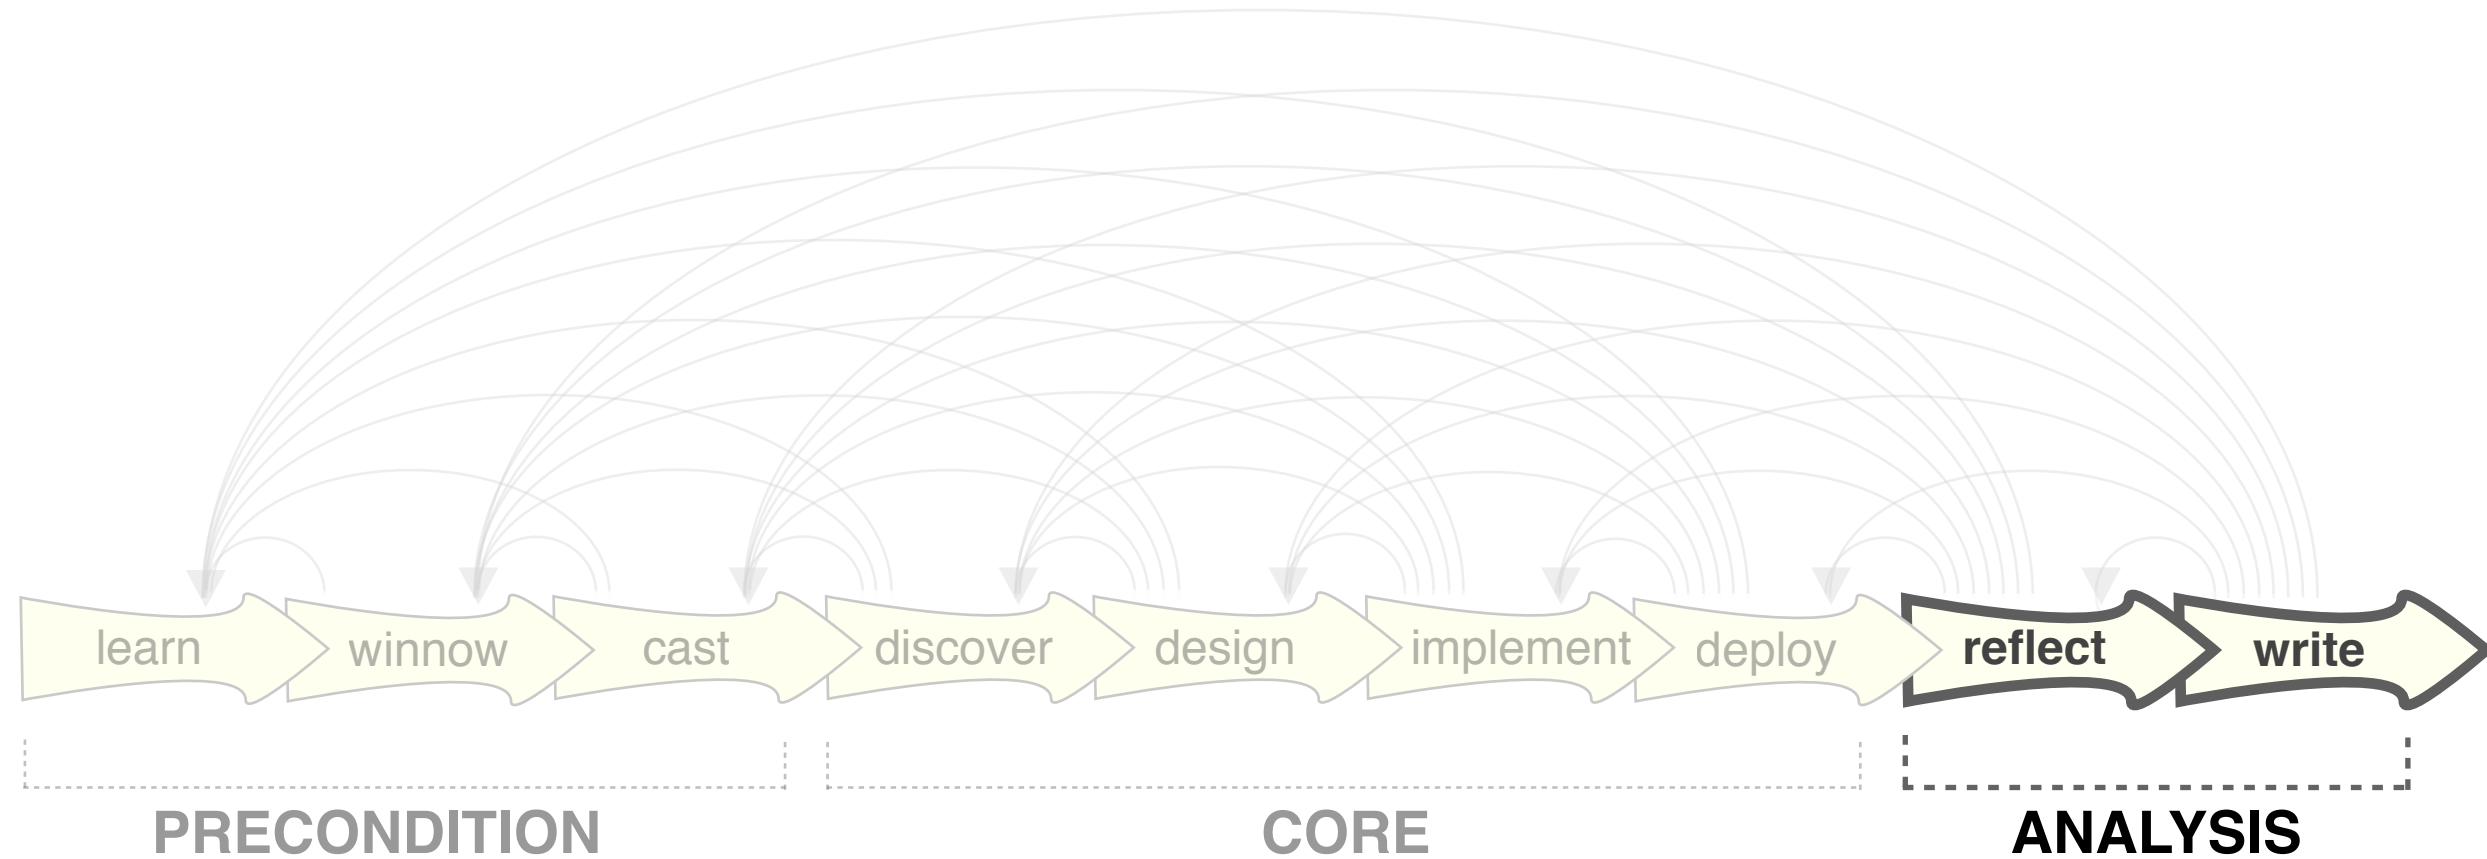 learn winnow cast discover design implement deploy reflect write
PRECONDITION CORE ANALYSIS